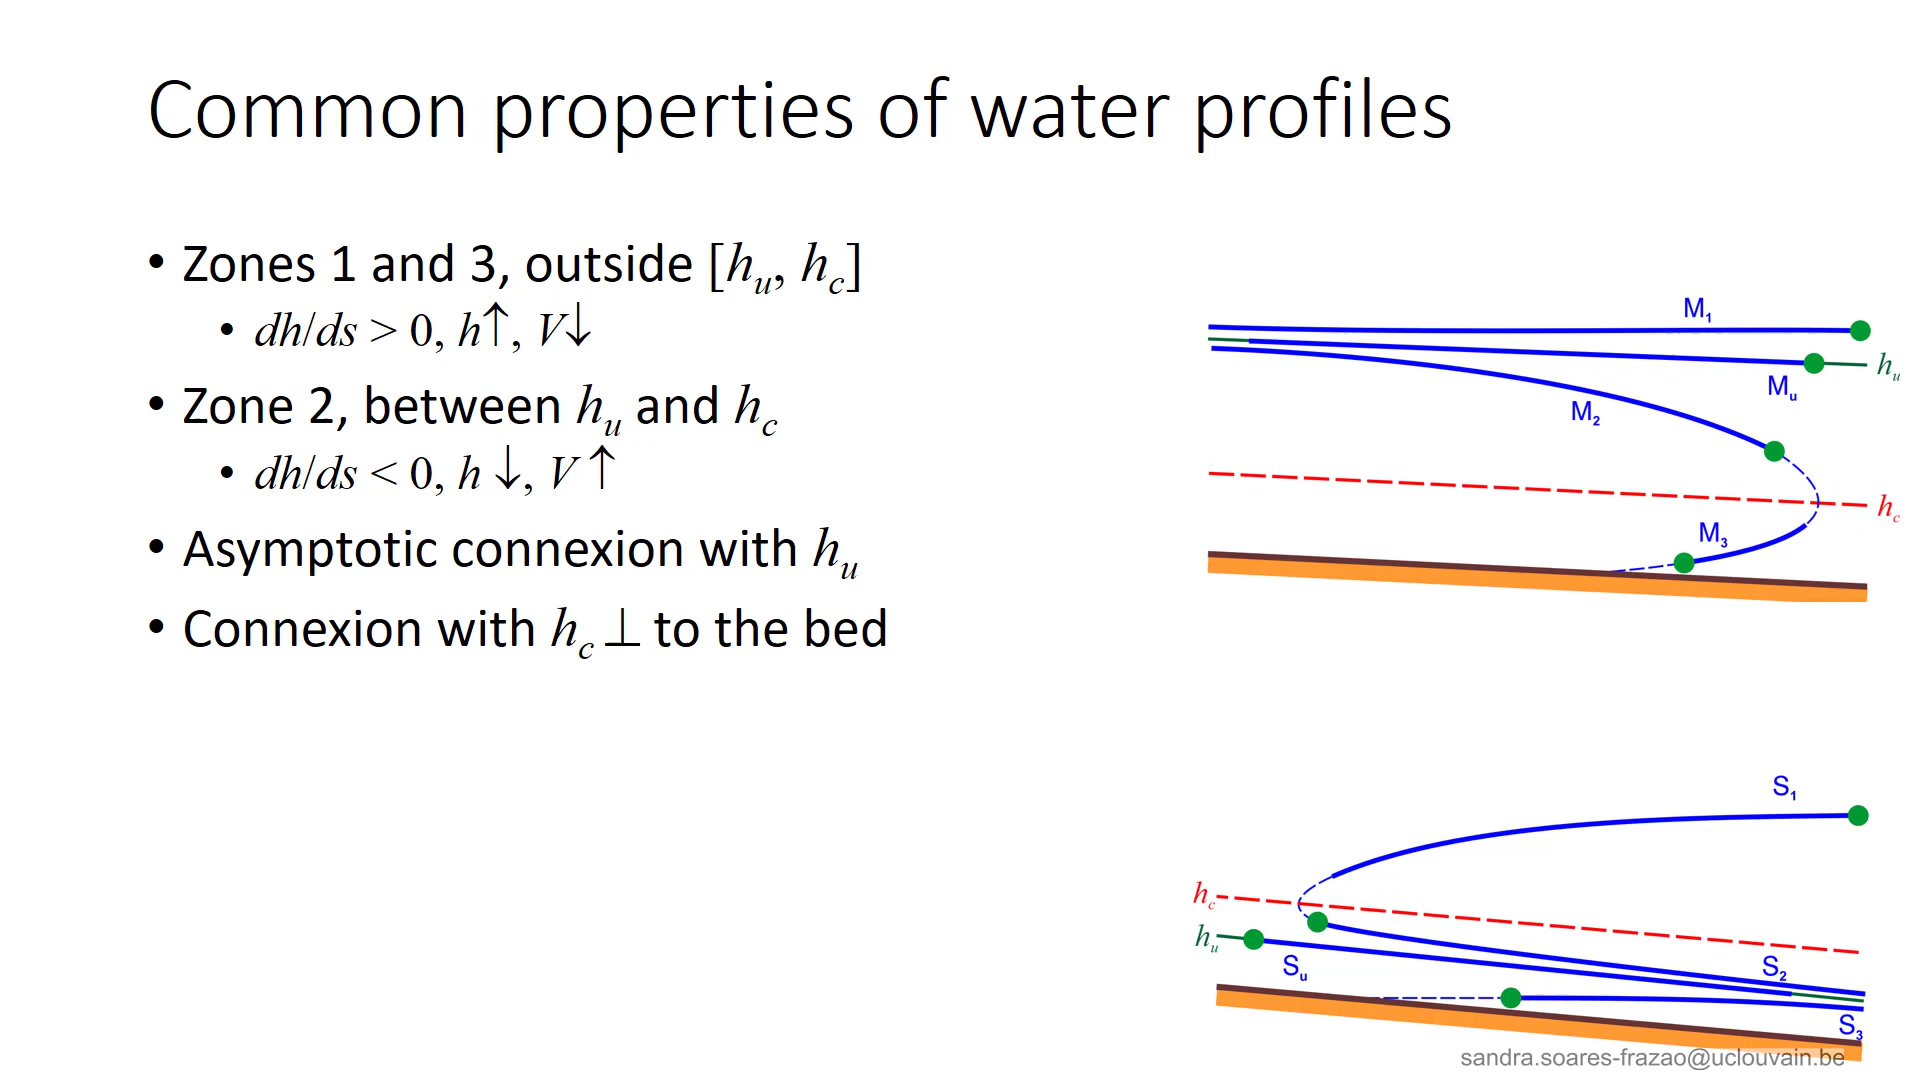 Common properties of water profiles
• Zones 1 and 3, outside [hu, hc]
• dh/ds > 0, h↑, V↓
• Zone 2, between hu and hc
• dh/ds < 0, h ↓, V ↑
• Asymptotic connexion with hu
• Connexion with hc ⊥ to the bed
M1
hu
Mu
M2
hc
M3
S1
hc
hu
Su
S2
S3
sandra.soares-frazao@uclouvain.be